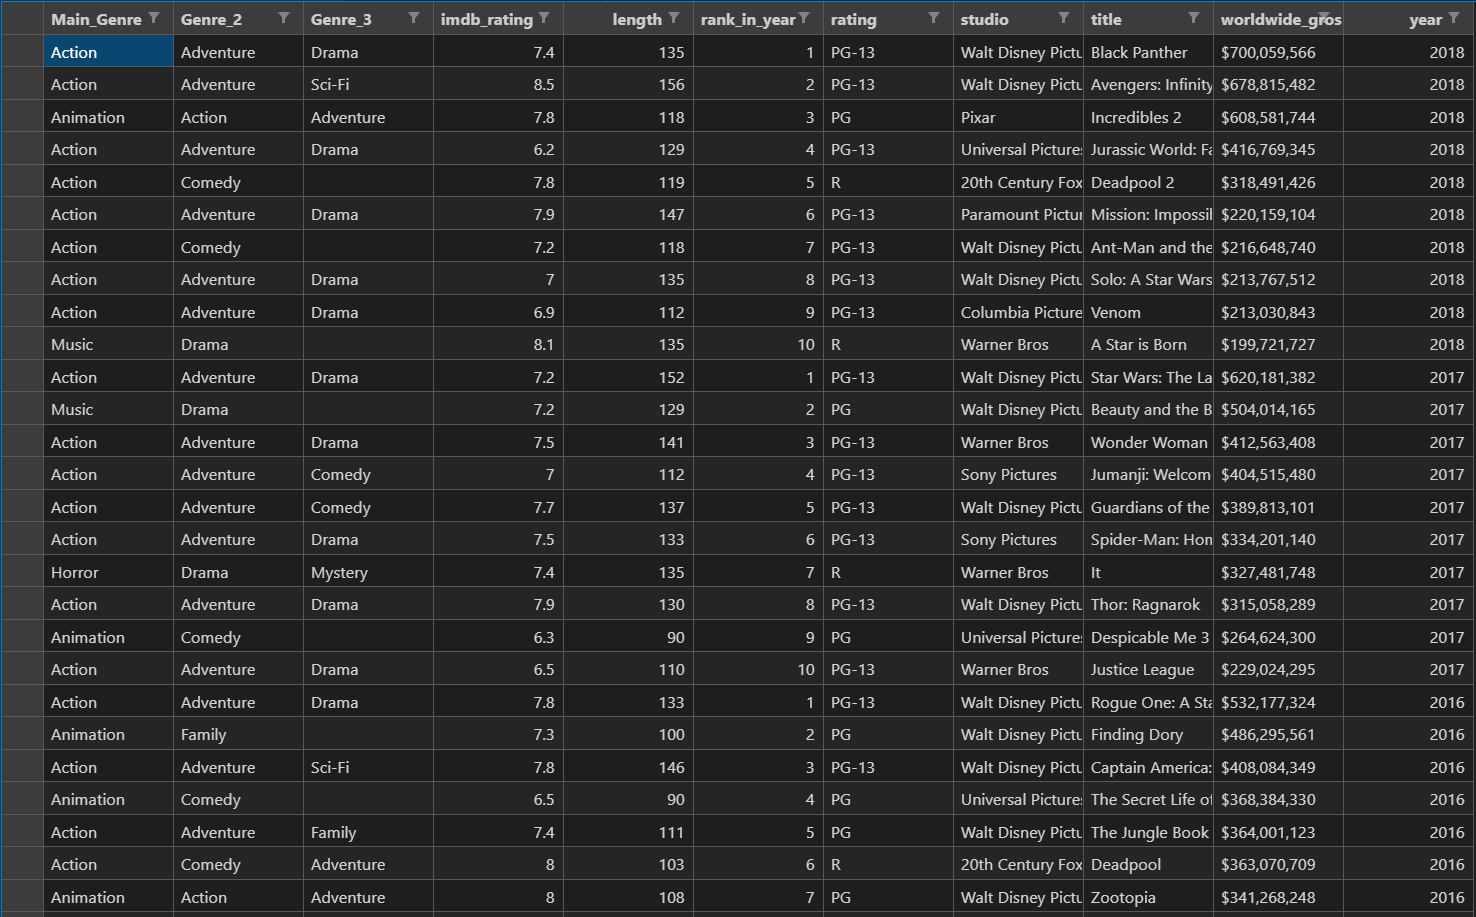 Main_Genre Genre_2 Genre_3 imdb_rating length rank_in_year rating studio title worldwide_gros year
Action Adventure Drama 7.4 135 1 PG-13 Walt Disney Pictu Black Panther $700,059,566 2018
Action Adventure Sci-Fi 8.5 156 2 PG-13 Walt Disney Pictu Avengers: Infinity $678,815,482 2018
Animation Action Adventure 7.8 118 3 PG Pixar Incredibles 2 $608,581,744 2018
Action Adventure Drama 6.2 129 4 PG-13 Universal Pictures Jurassic World: Fa $416,769,345 2018
Action Comedy 7.8 119 5 R 20th Century Fox Deadpool 2 $318,491,426 2018
Action Adventure Drama 7.9 147 6 PG-13 Paramount Pictur Mission: Impossil $220,159,104 2018
Action Comedy 7.2 118 7 PG-13 Walt Disney Pictu Ant-Man and the $216,648,740 2018
Action Adventure Drama 7 135 8 PG-13 Walt Disney Pictu Solo: A Star Wars $213,767,512 2018
Action Adventure Drama 6.9 112 9 PG-13 Columbia Picture Venom $213,030,843 2018
Music Drama 8.1 135 10 R Warner Bros A Star is Born $199,721,727 2018
Action Adventure Drama 7.2 152 1 PG-13 Walt Disney Pictu Star Wars: The La $620,181,382 2017
Music Drama 7.2 129 2 PG Walt Disney Pictu Beauty and the B $504,014,165 2017
Action Adventure Drama 7.5 141 3 PG-13 Warner Bros Wonder Woman $412,563,408 2017
Action Adventure Comedy 7 112 4 PG-13 Sony Pictures Jumanji: Welcom $404,515,480 2017
Action Adventure Comedy 7.7 137 5 PG-13 Walt Disney Pictu Guardians of the $389,813,101 2017
Action Adventure Drama 7.5 133 6 PG-13 Sony Pictures Spider-Man: Hom $334,201,140 2017
Horror Drama Mystery 7.4 135 7 R Warner Bros It $327,481,748 2017
Action Adventure Drama 7.9 130 8 PG-13 Walt Disney Pictu Thor: Ragnarok $315,058,289 2017
Animation Comedy 6.3 90 9 PG Universal Pictures Despicable Me 3 $264,624,300 2017
Action Adventure Drama 6.5 110 10 PG-13 Warner Bros Justice League $229,024,295 2017
Action Adventure Drama 7.8 133 1 PG-13 Walt Disney Pictu Rogue One: A Sta $532,177,324 2016
Animation Family 7.3 100 2 PG Walt Disney Pictu Finding Dory $486,295,561 2016
Action Adventure Sci-Fi 7.8 146 3 PG-13 Walt Disney Pictu Captain America: $408,084,349 2016
Animation Comedy 6.5 90 4 PG Universal Pictures The Secret Life of $368,384,330 2016
Action Adventure Family 7.4 111 5 PG Walt Disney Pictu The Jungle Book $364,001,123 2016
Action Comedy Adventure 8 103 6 R 20th Century Fox Deadpool $363,070,709 2016
Animation Action Adventure 8 108 7 PG Walt Disney Pictu Zootopia $341,268,248 2016